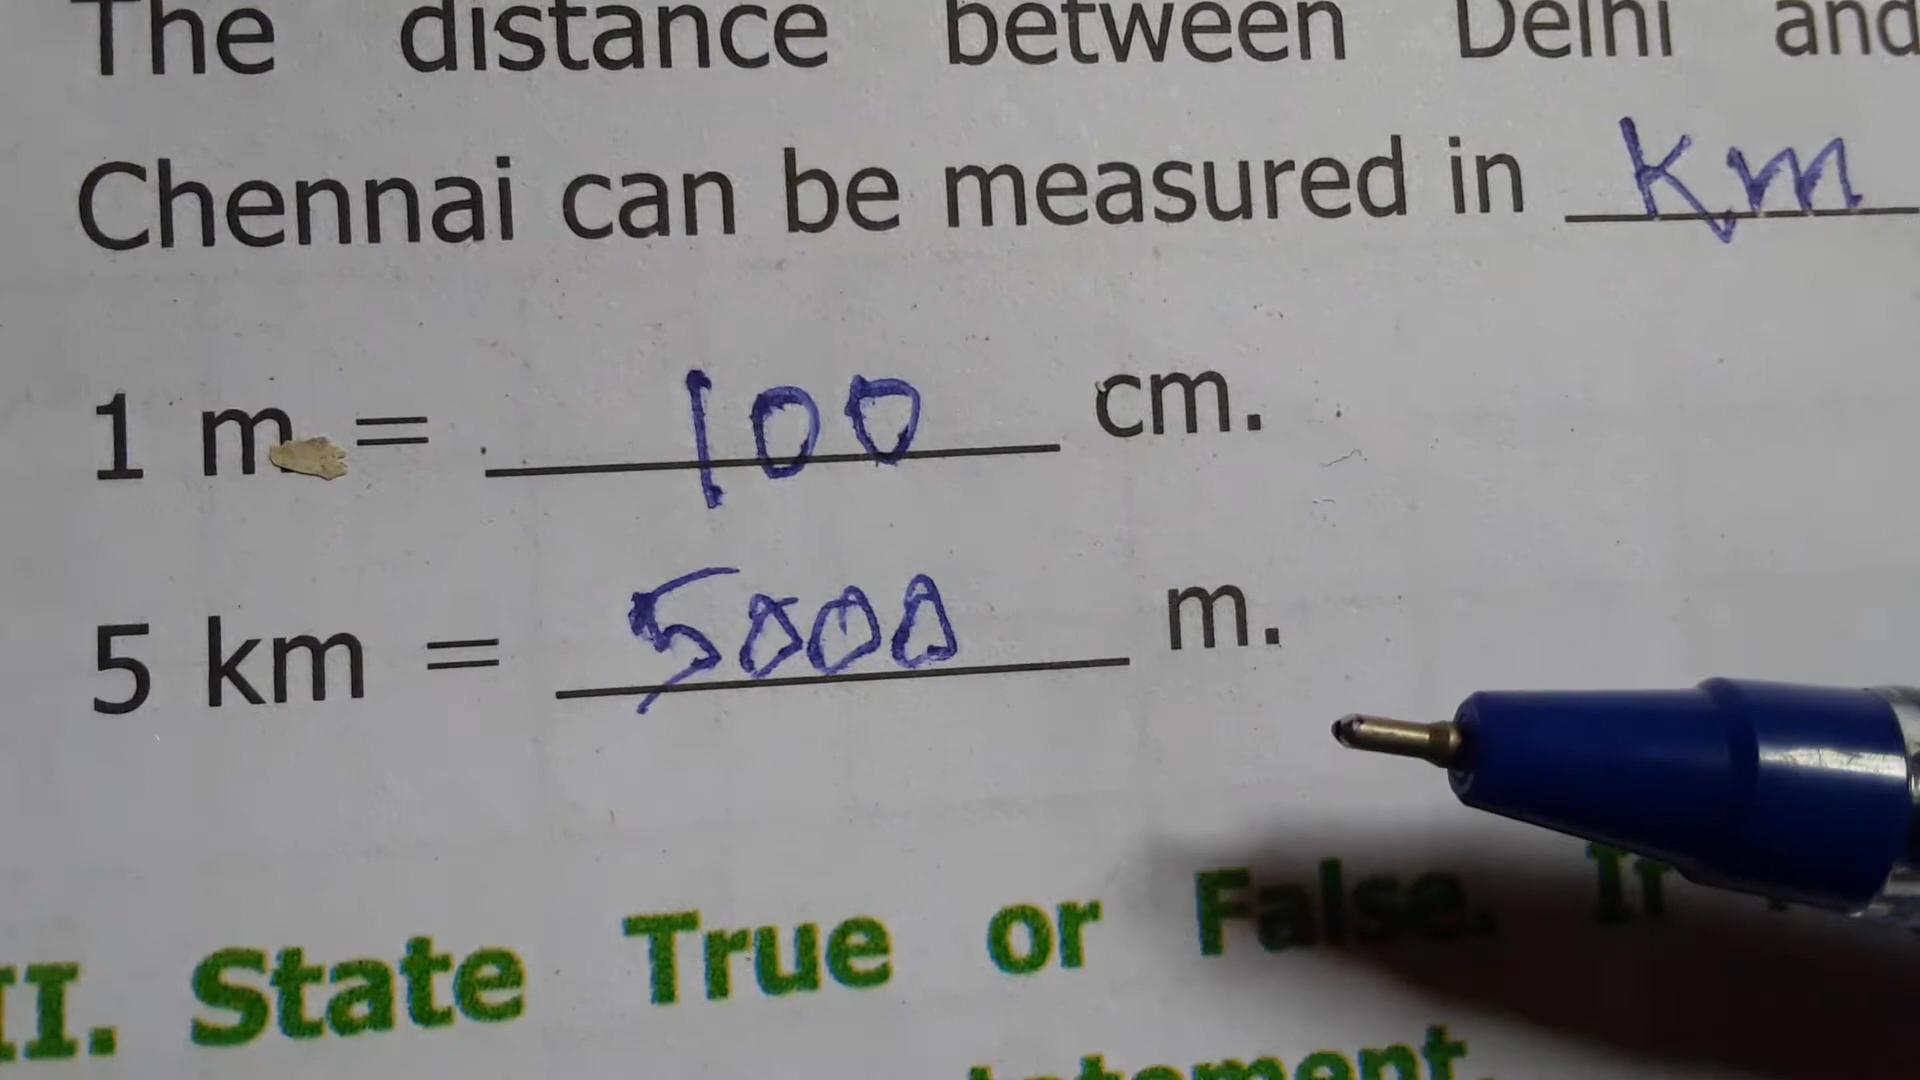 The distance between Delhi and
Chennai can be measured in Km
1 m = 100 cm.
5 km = 5000 m.
II. State True or False. If